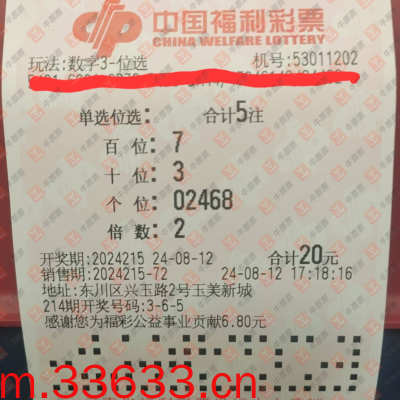 中国福利彩票
CHINA WELFARE LOTTERY
玩法:数字3-位选 机号:53011202
单选位选: 合计5注
百 位: 7
十 位: 3
个 位: 02468
倍 数: 2
开奖期:2024215 24-08-12 合计20元
销售期:2024215-72 24-08-12 17:18:16
地址:东川区兴玉路2号玉美新城
214期开奖号码:3-6-5
感谢您为福彩公益事业贡献6.80元
m.33633.cn